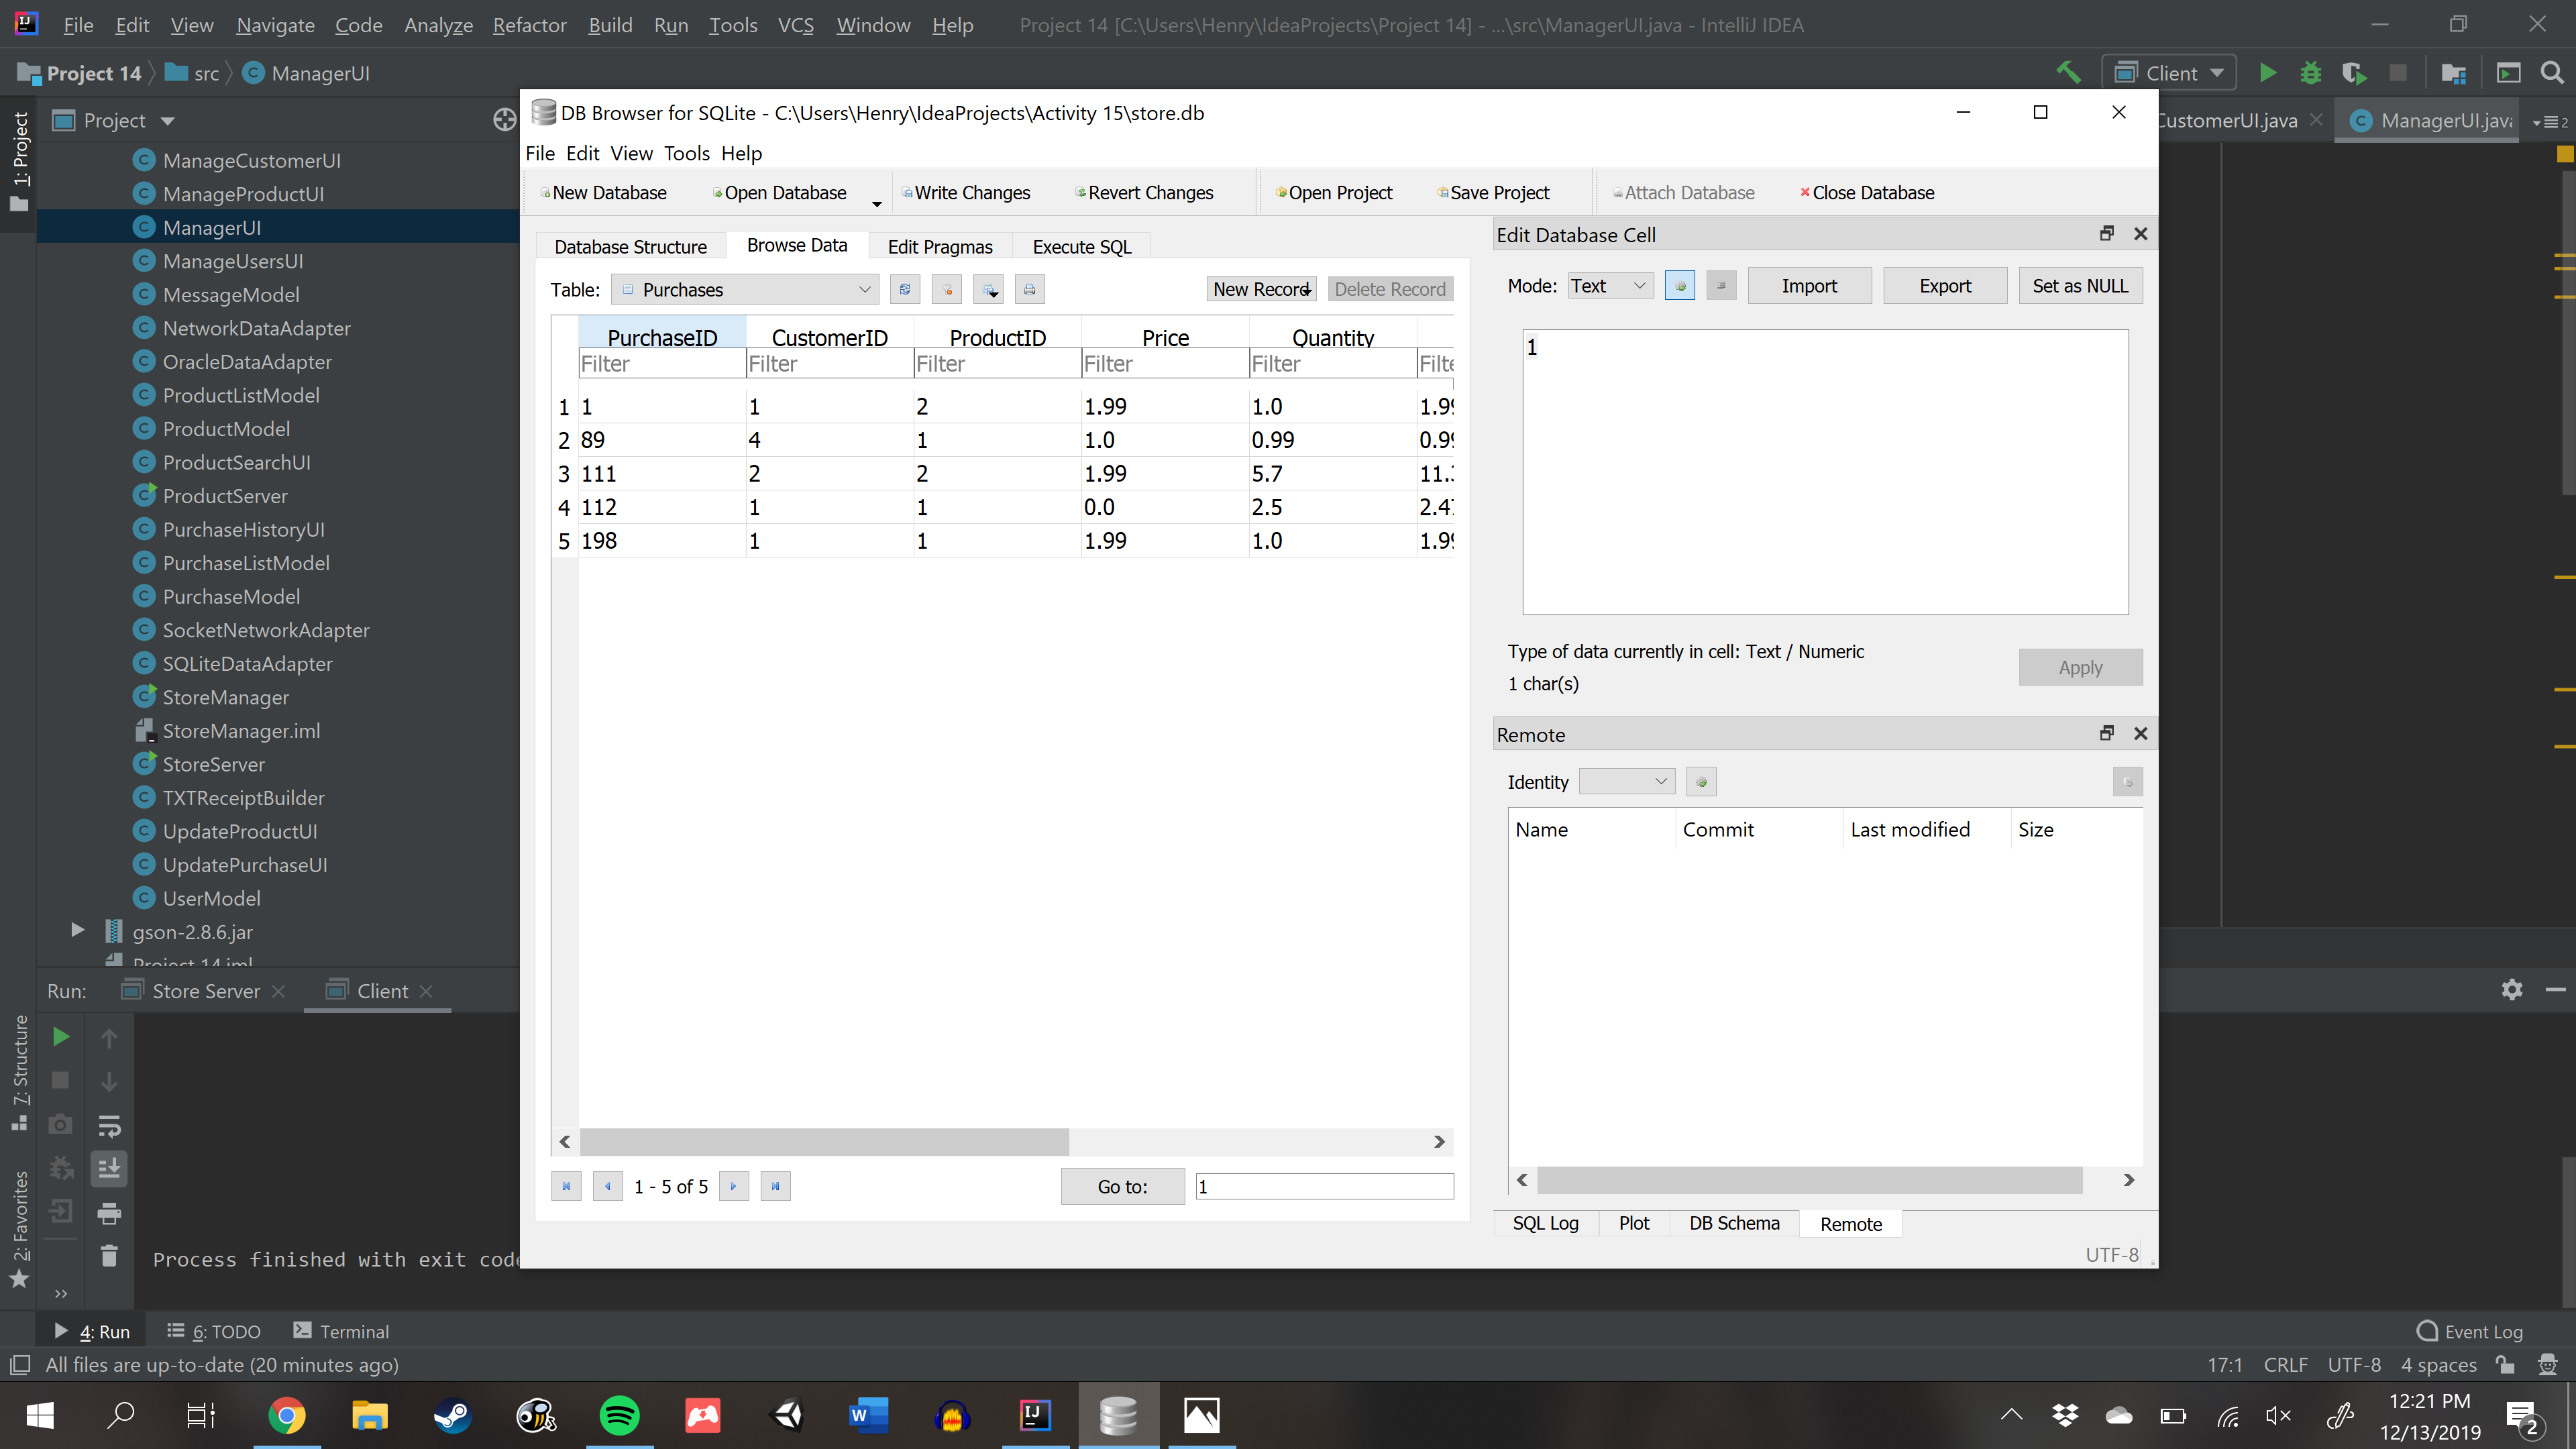 File Edit View Navigate Code Analyze Refactor Build Run Tools VCS Window Help Project 14 [C:\Users\Henry\IdeaProjects\Project 14] - ...\src\ManagerUI.java - IntelliJ IDEA
Project 14 src ManagerUI Client
Project CustomerUI.java ManagerUI.java 2
1: Project
ManageCustomerUI
ManageProductUI
ManagerUI
ManageUsersUI
MessageModel
NetworkDataAdapter
OracleDataAdapter
ProductListModel
ProductModel
ProductSearchUI
ProductServer
PurchaseHistoryUI
PurchaseListModel
PurchaseModel
SocketNetworkAdapter
SQLiteDataAdapter
StoreManager
StoreManager.iml
StoreServer
TXTReceiptBuilder
UpdateProductUI
UpdatePurchaseUI
UserModel
gson-2.8.6.jar
Project 14.iml
DB Browser for SQLite - C:\Users\Henry\IdeaProjects\Activity 15\store.db
File Edit View Tools Help
New Database Open Database Write Changes Revert Changes Open Project Save Project Attach Database Close Database
Database Structure Browse Data Edit Pragmas Execute SQL
Table: Purchases New Record Delete Record
PurchaseID CustomerID ProductID Price Quantity
Filter Filter Filter Filter Filter Filte
1 1 1 2 1.99 1.0 1.99
2 89 4 1 1.0 0.99 0.99
3 111 2 2 1.99 5.7 11.3
4 112 1 1 0.0 2.5 2.47
5 198 1 1 1.99 1.0 1.99
1 - 5 of 5 Go to: 1
Edit Database Cell
Mode: Text Import Export Set as NULL
1
Type of data currently in cell: Text / Numeric
1 char(s)
Apply
Remote
Identity
Name Commit Last modified Size
SQL Log Plot DB Schema Remote
UTF-8
Run: Store Server Client
7: Structure
2: Favorites
Process finished with exit code
4: Run 6: TODO Terminal Event Log
All files are up-to-date (20 minutes ago) 17:1 CRLF UTF-8 4 spaces
12:21 PM
12/13/2019
2